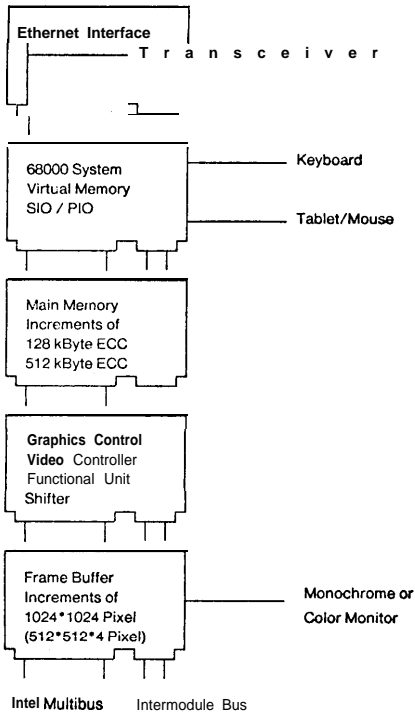 Ethernet Interface
Transceiver
68000 System
Virtual Memory
SIO / PIO
Keyboard
Tablet/Mouse
Main Memory
Increments of
128 kByte ECC
512 kByte ECC
Graphics Control
Video Controller
Functional Unit
Shifter
Frame Buffer
Increments of
1024*1024 Pixel
(512*512*4 Pixel)
Monochrome or
Color Monitor
Intel Multibus
Intermodule Bus